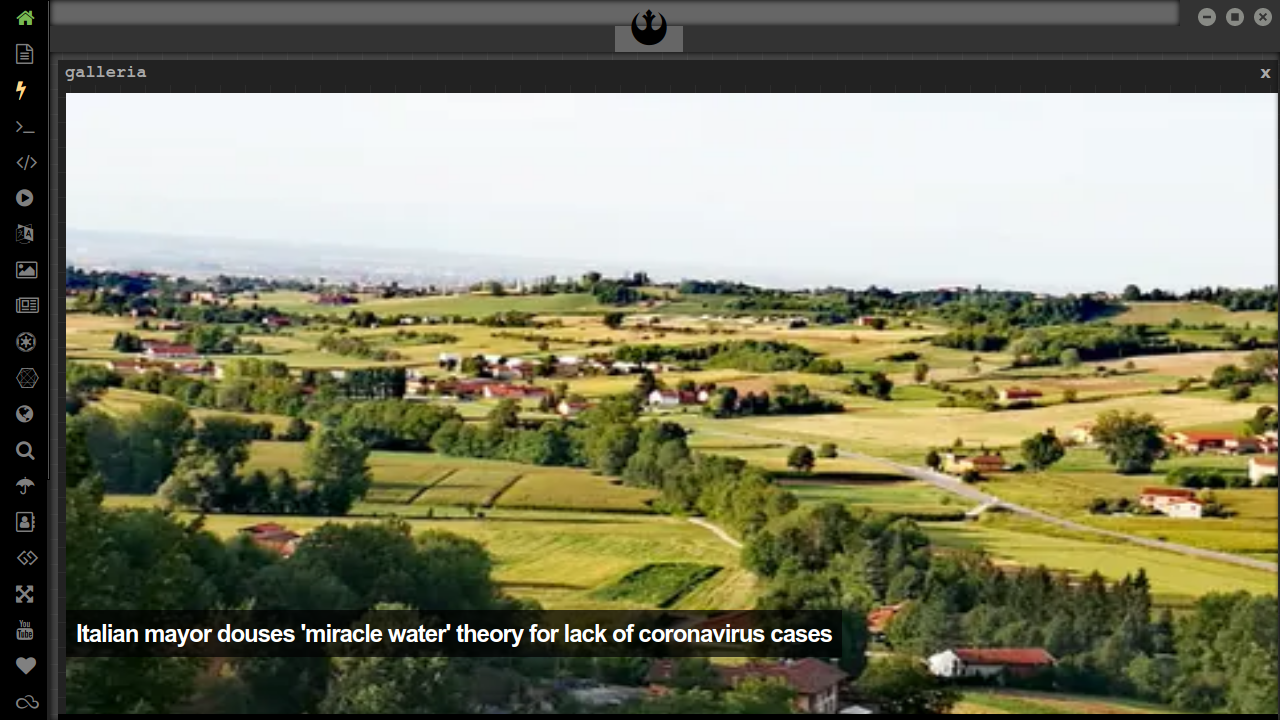 galleria
x
Italian mayor douses 'miracle water' theory for lack of coronavirus cases
You
Tube